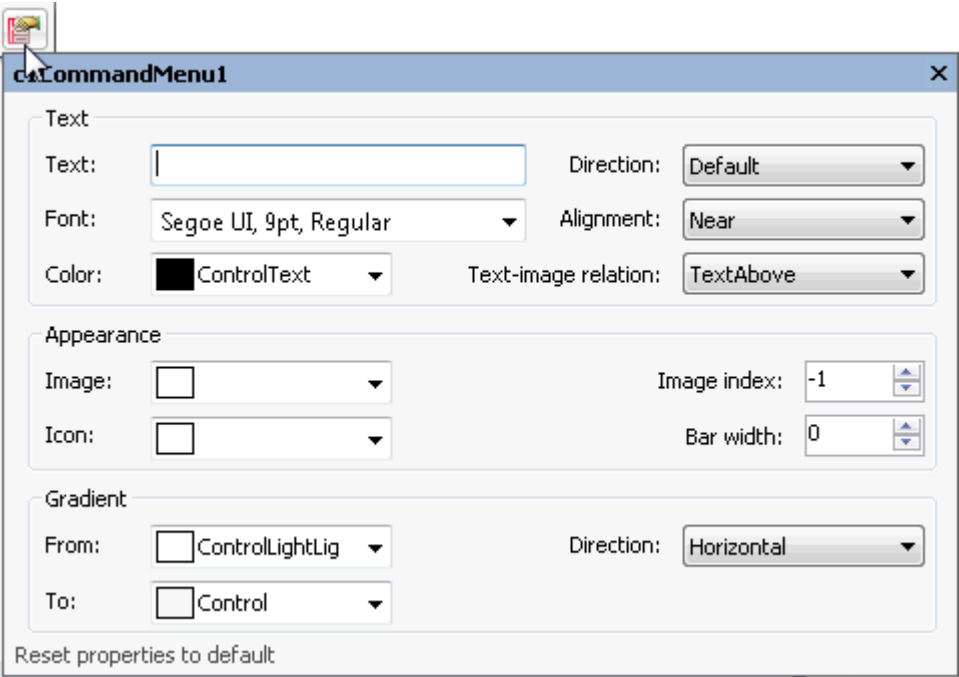 c1CommandMenu1
Text
Text: Direction: Default
Font: Segoe UI, 9pt, Regular Alignment: Near
Color: ControlText Text-image relation: TextAbove
Appearance
Image: Image index: -1
Icon: Bar width: 0
Gradient
From: ControlLightLig Direction: Horizontal
To: Control
Reset properties to default